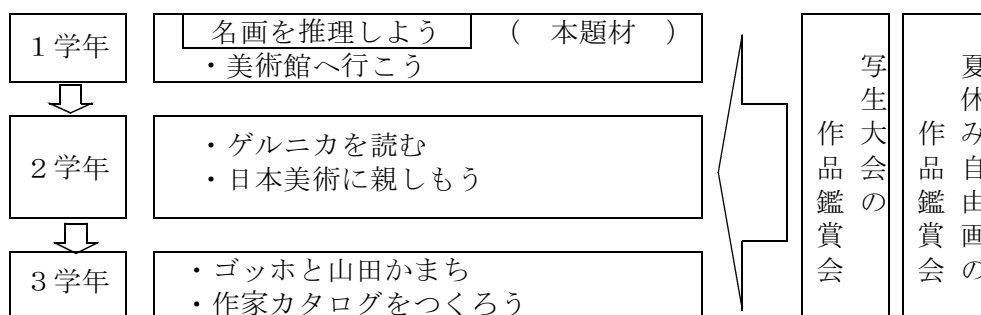 1学年
名画を推理しよう ( 本題材 )
・美術館へ行こう
2学年
・ゲルニカを読む
・日本美術に親しもう
3学年
・ゴッホと山田かまち
・作家カタログをつくろう
写生大会の
作品鑑賞会
夏休み自由画の
作品鑑賞会